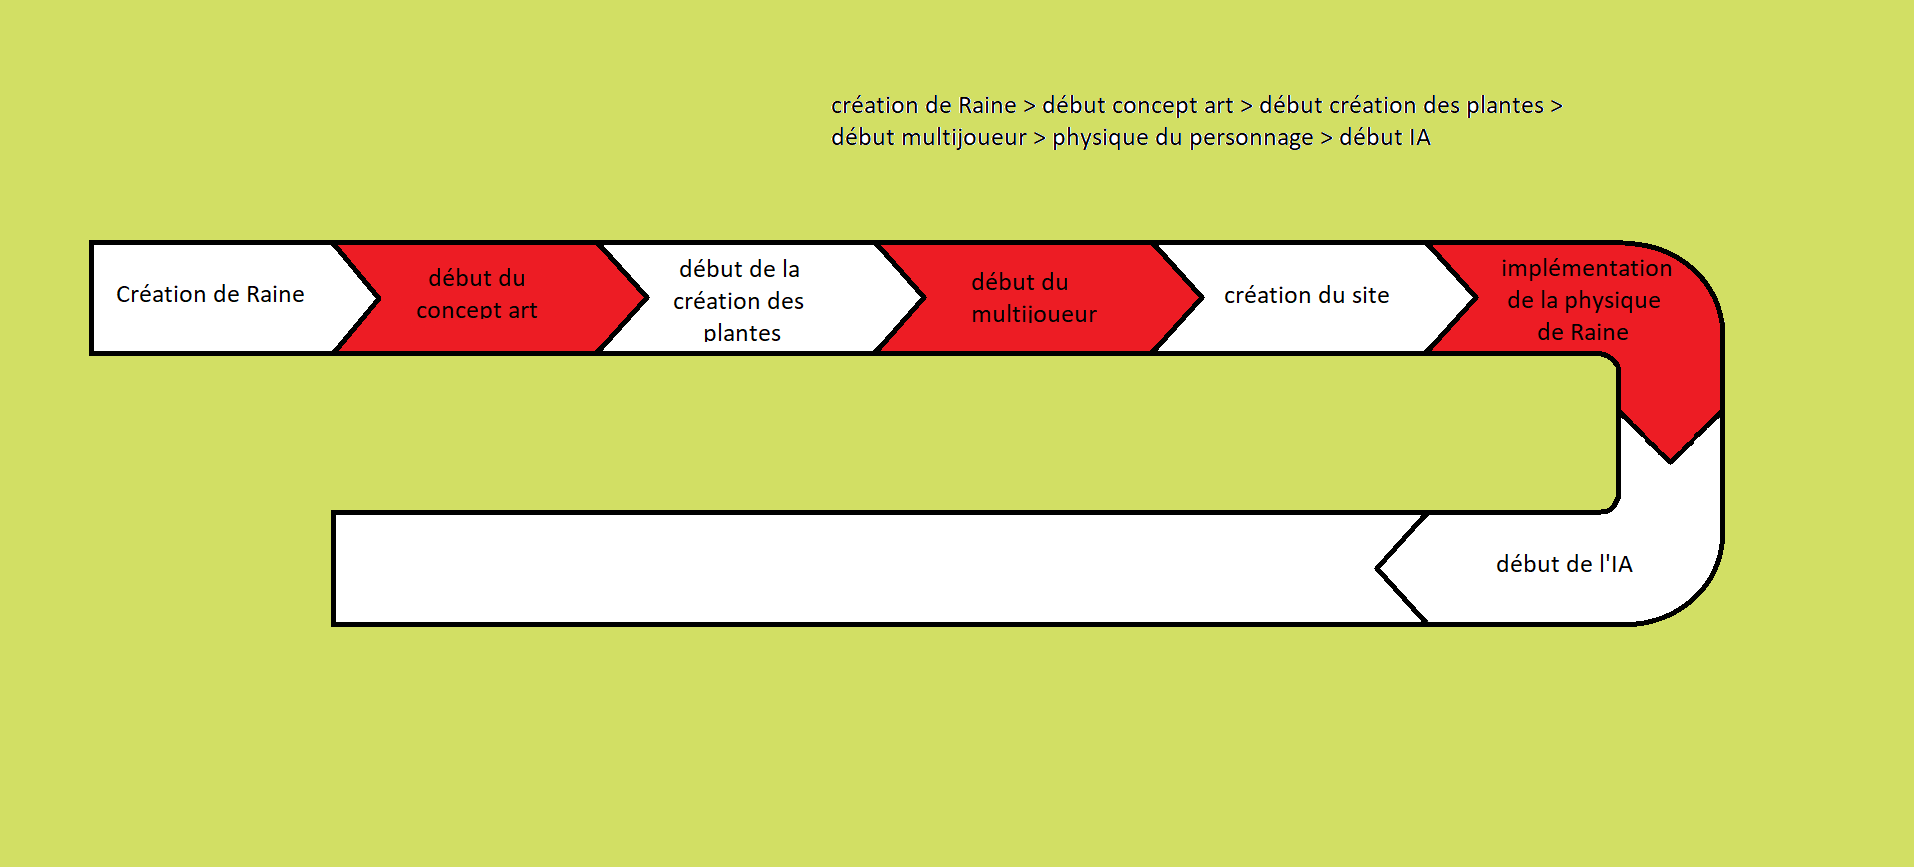 création de Raine > début concept art > début création des plantes >
début multijoueur > physique du personnage > début IA
Création de Raine
début du
concept art
début de la
création des
plantes
début du
multijoueur
création du site
implémentation
de la physique
de Raine
début de l'IA